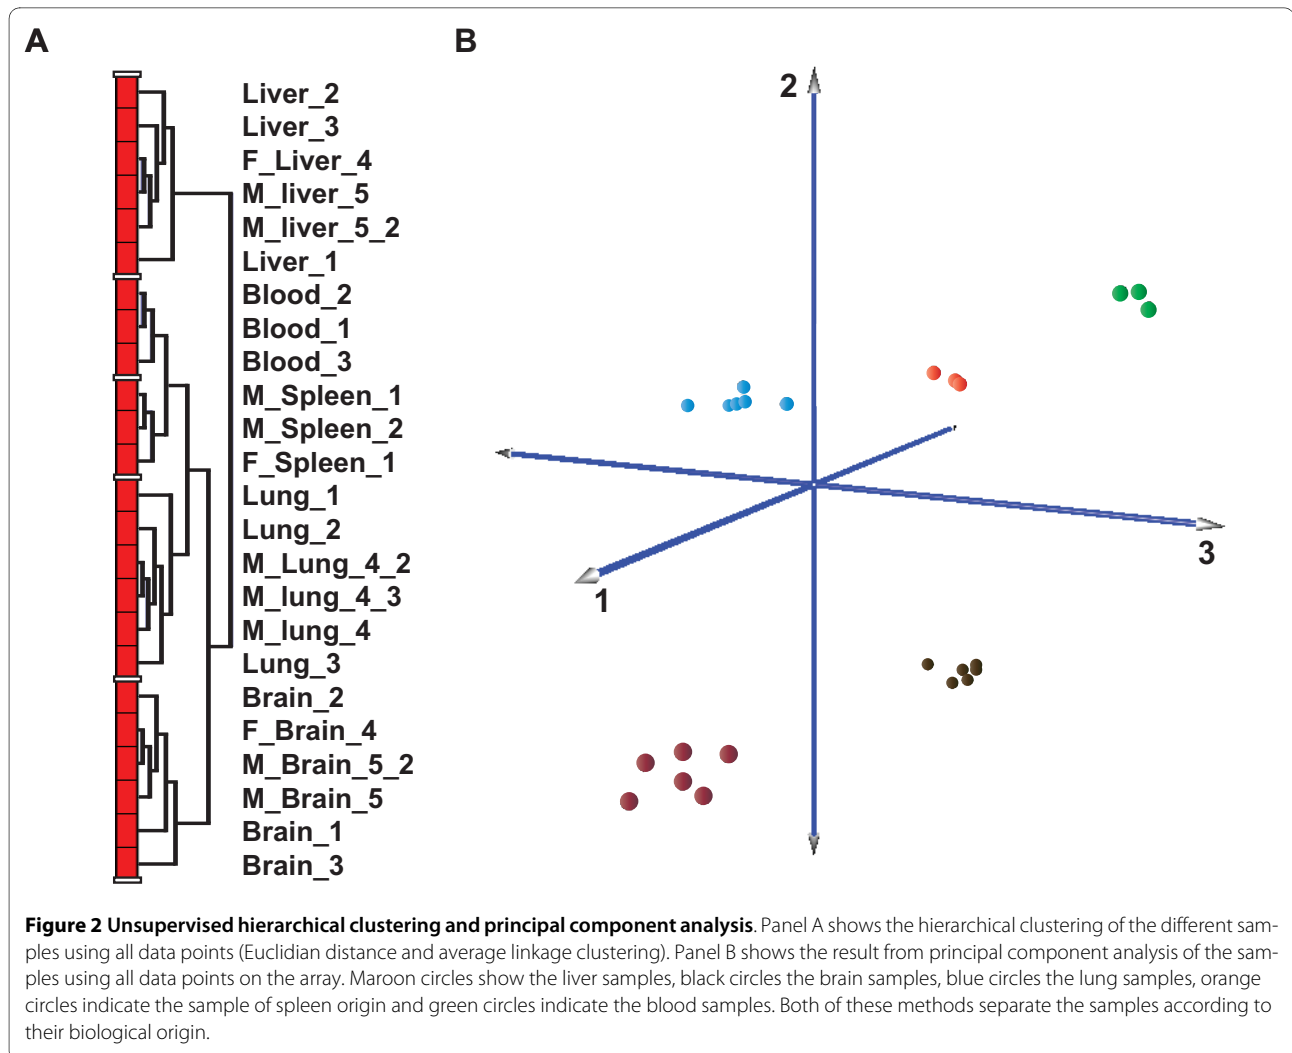 A
B
Liver_2
Liver_3
F_Liver_4
M_liver_5
M_liver_5_2
Liver_1
Blood_2
Blood_1
Blood_3
M_Spleen_1
M_Spleen_2
F_Spleen_1
Lung_1
Lung_2
M_Lung_4_2
M_lung_4_3
M_lung_4
Lung_3
Brain_2
F_Brain_4
M_Brain_5_2
M_Brain_5
Brain_1
Brain_3
2
3
1
Figure 2 Unsupervised hierarchical clustering and principal component analysis. Panel A shows the hierarchical clustering of the different sam-
ples using all data points (Euclidian distance and average linkage clustering). Panel B shows the result from principal component analysis of the sam-
ples using all data points on the array. Maroon circles show the liver samples, black circles the brain samples, blue circles the lung samples, orange
circles indicate the sample of spleen origin and green circles indicate the blood samples. Both of these methods separate the samples according to
their biological origin.